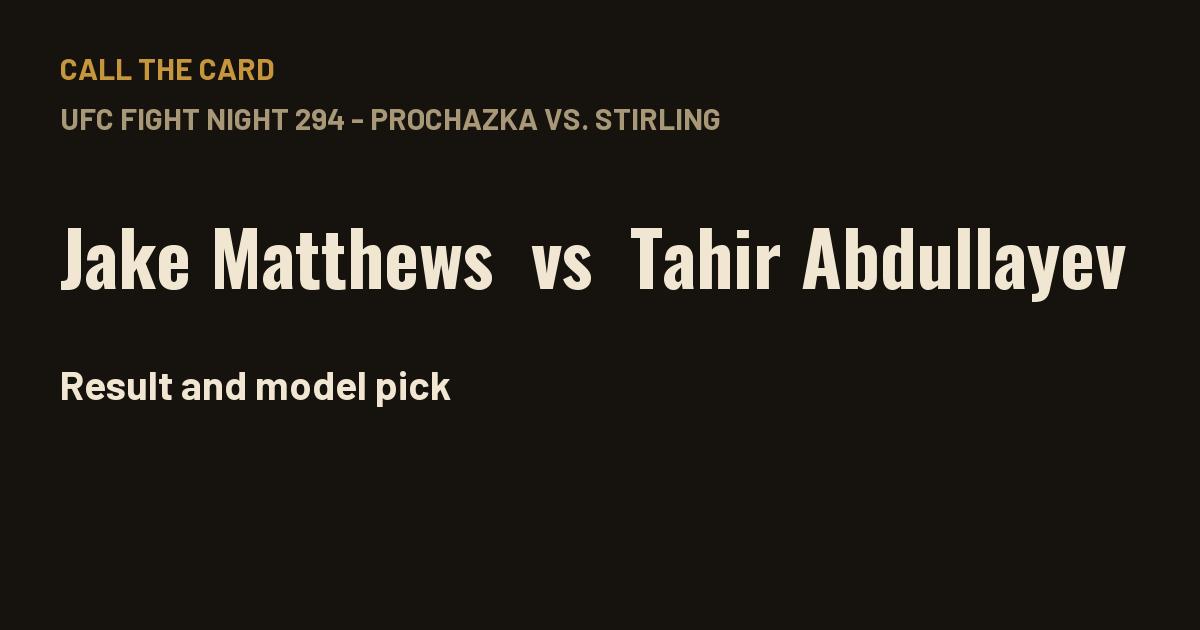 CALL THE CARD
UFC FIGHT NIGHT 294 – PROCHAZKA VS. STIRLING
Jake Matthews vs Tahir Abdullayev
Result and model pick